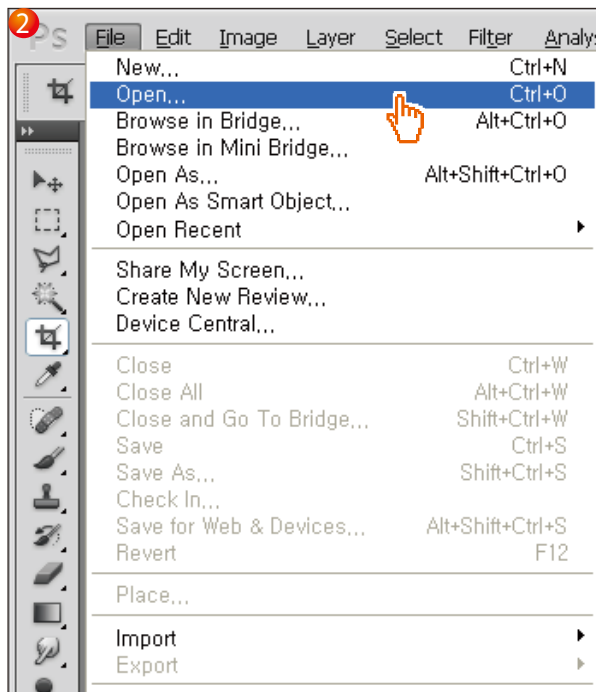 2
Ps File Edit Image Layer Select Filter Analy
New... Ctrl+N
Open... Ctrl+O
Browse in Bridge... Alt+Ctrl+O
Browse in Mini Bridge...
Open As... Alt+Shift+Ctrl+O
Open As Smart Object...
Open Recent
Share My Screen...
Create New Review...
Device Central...
Close Ctrl+W
Close All Alt+Ctrl+W
Close and Go To Bridge... Shift+Ctrl+W
Save Ctrl+S
Save As... Shift+Ctrl+S
Check In...
Save for Web & Devices... Alt+Shift+Ctrl+S
Revert F12
Place...
Import
Export